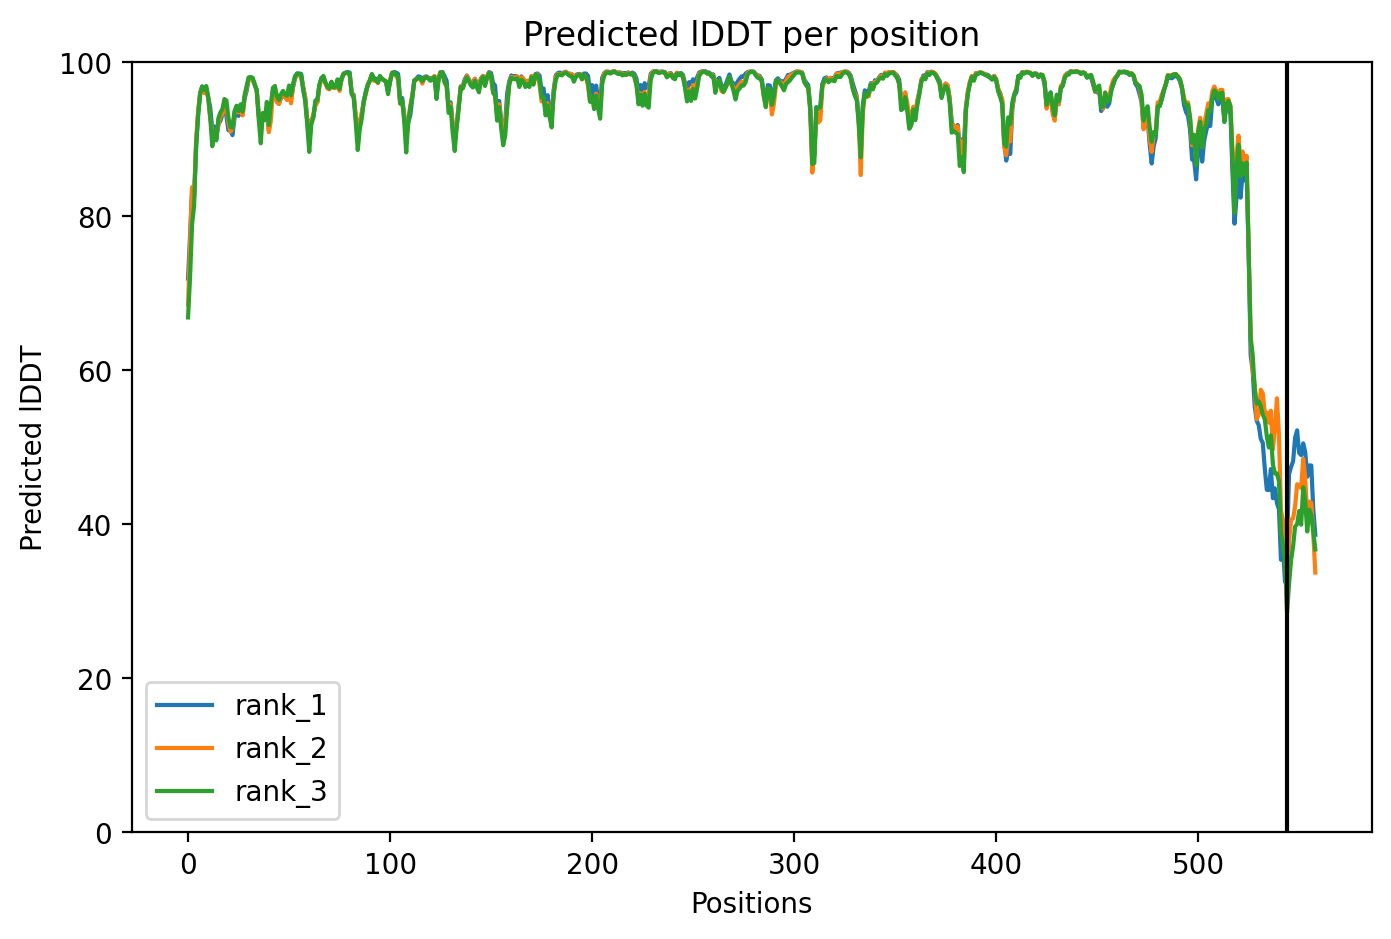 Predicted lDDT per position
100
80
60
40
20
0
Predicted lDDT
rank_1
rank_2
rank_3
0 100 200 300 400 500
Positions